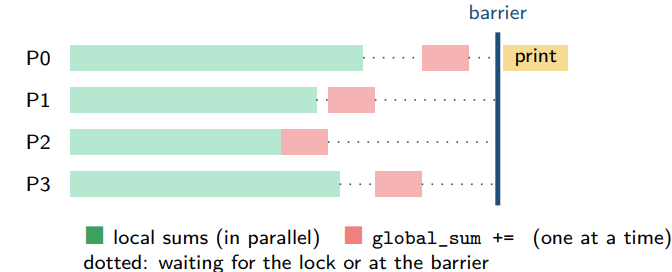 barrier
P0 print
P1
P2
P3
local sums (in parallel) global_sum += (one at a time)
dotted: waiting for the lock or at the barrier